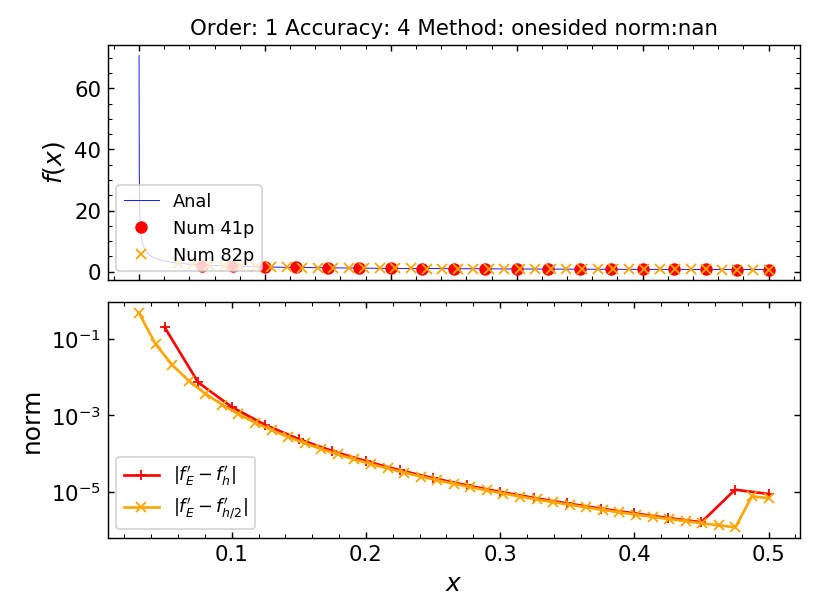 Order: 1 Accuracy: 4 Method: onesided norm:nan
f(x)
60
40
20
0
Anal
Num 41p
Num 82p
norm
10⁻¹
10⁻³
10⁻⁵
|f′_E − f′_h|
|f′_E − f′_{h/2}|
0.1 0.2 0.3 0.4 0.5
x